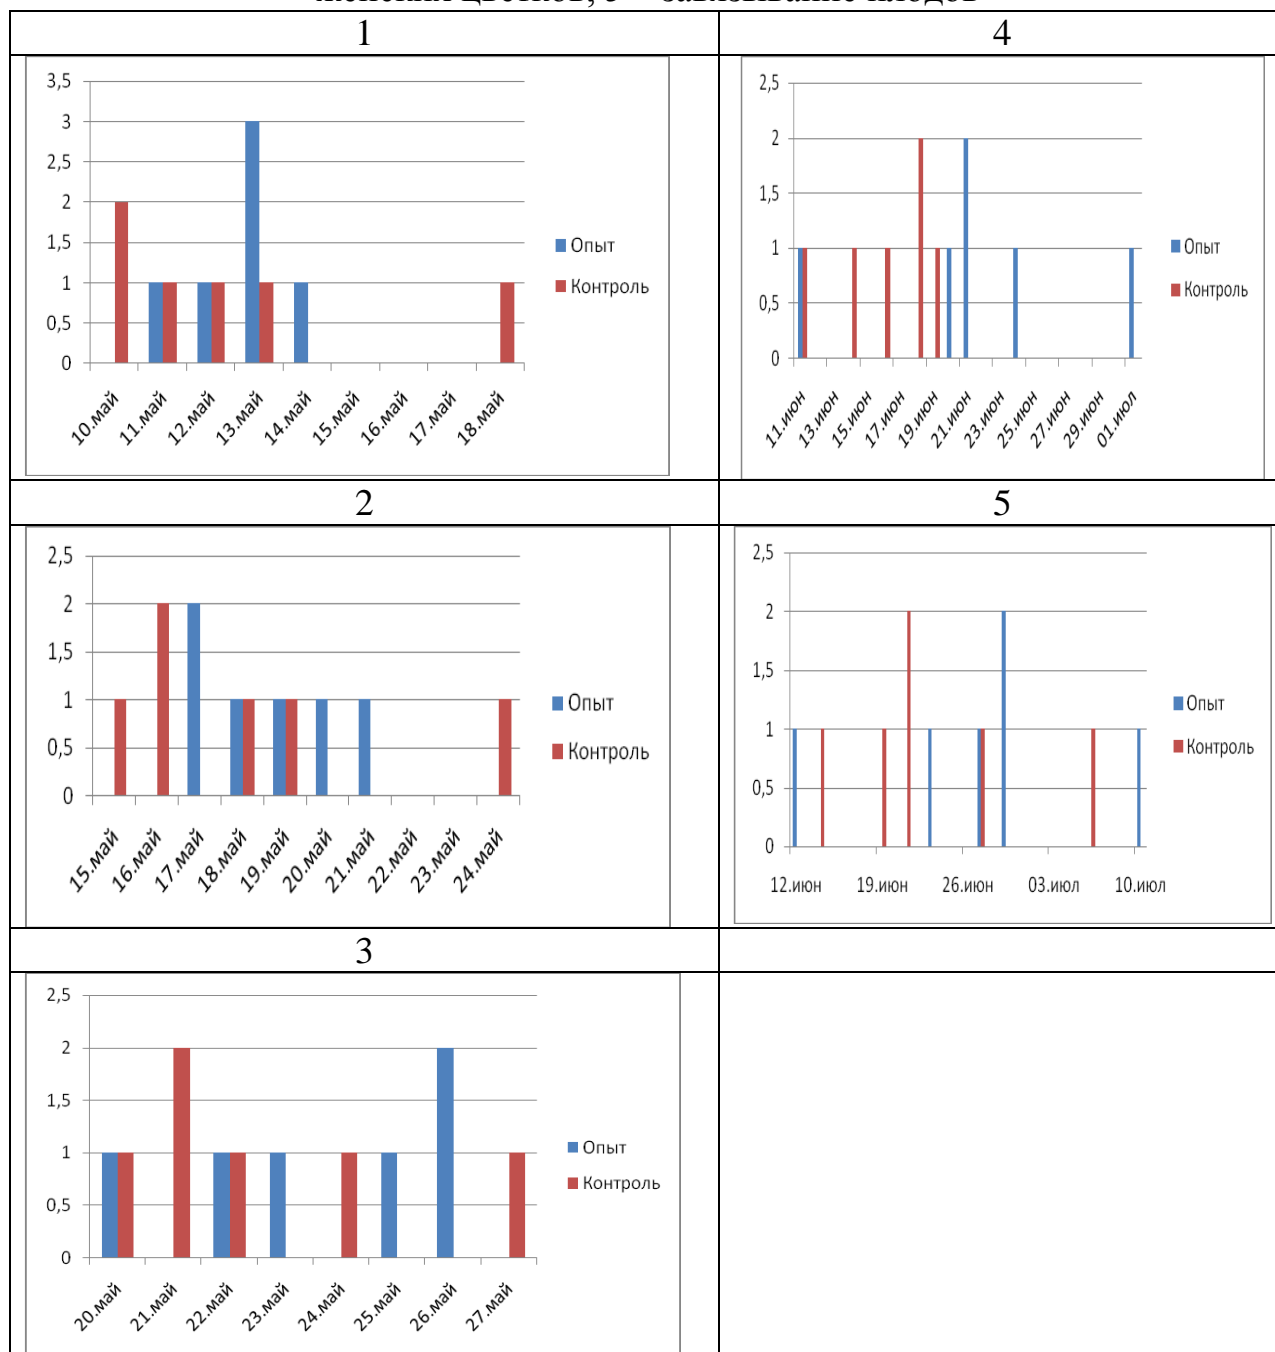 женских цветков; 5 – завязывание плодов
1
4
3,5
3
2,5
2
1,5
1
0,5
0
10.май 11.май 12.май 13.май 14.май 15.май 16.май 17.май 18.май
Опыт
Контроль
2,5
2
1,5
1
0,5
0
11.июн 13.июн 15.июн 17.июн 19.июн 21.июн 23.июн 25.июн 27.июн 29.июн 01.июл
Опыт
Контроль
2
5
2,5
2
1,5
1
0,5
0
15.май 16.май 17.май 18.май 19.май 20.май 21.май 22.май 23.май 24.май
Опыт
Контроль
2,5
2
1,5
1
0,5
0
12.июн 19.июн 26.июн 03.июл 10.июл
Опыт
Контроль
3
2,5
2
1,5
1
0,5
0
20.май 21.май 22.май 23.май 24.май 25.май 26.май 27.май
Опыт
Контроль